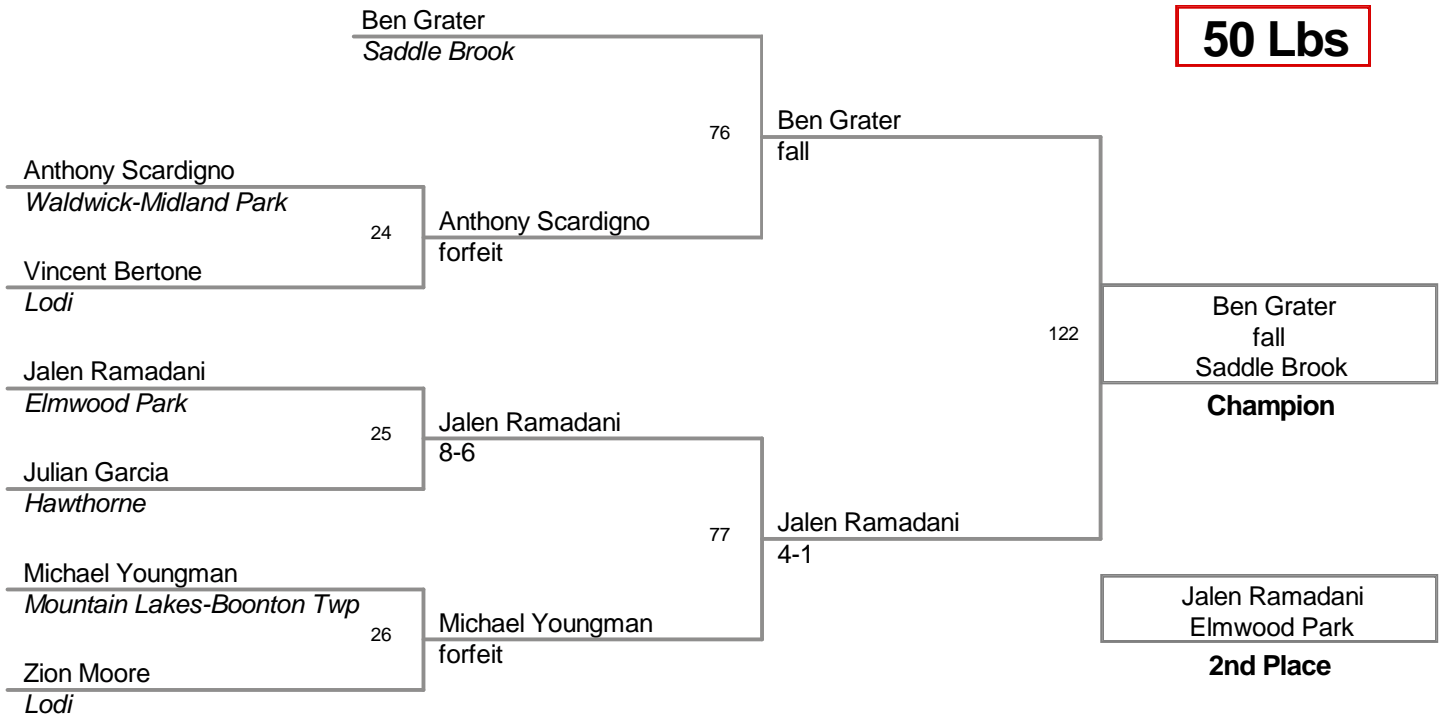 Ben Grater
Saddle Brook
50 Lbs
76
Ben Grater
fall
Anthony Scardigno
Waldwick-Midland Park
24
Anthony Scardigno
forfeit
Vincent Bertone
Lodi
122
Ben Grater
fall
Saddle Brook
Champion
Jalen Ramadani
Elmwood Park
25
Jalen Ramadani
8-6
Julian Garcia
Hawthorne
77
Jalen Ramadani
4-1
Michael Youngman
Mountain Lakes-Boonton Twp
26
Michael Youngman
forfeit
Zion Moore
Lodi
Jalen Ramadani
Elmwood Park
2nd Place